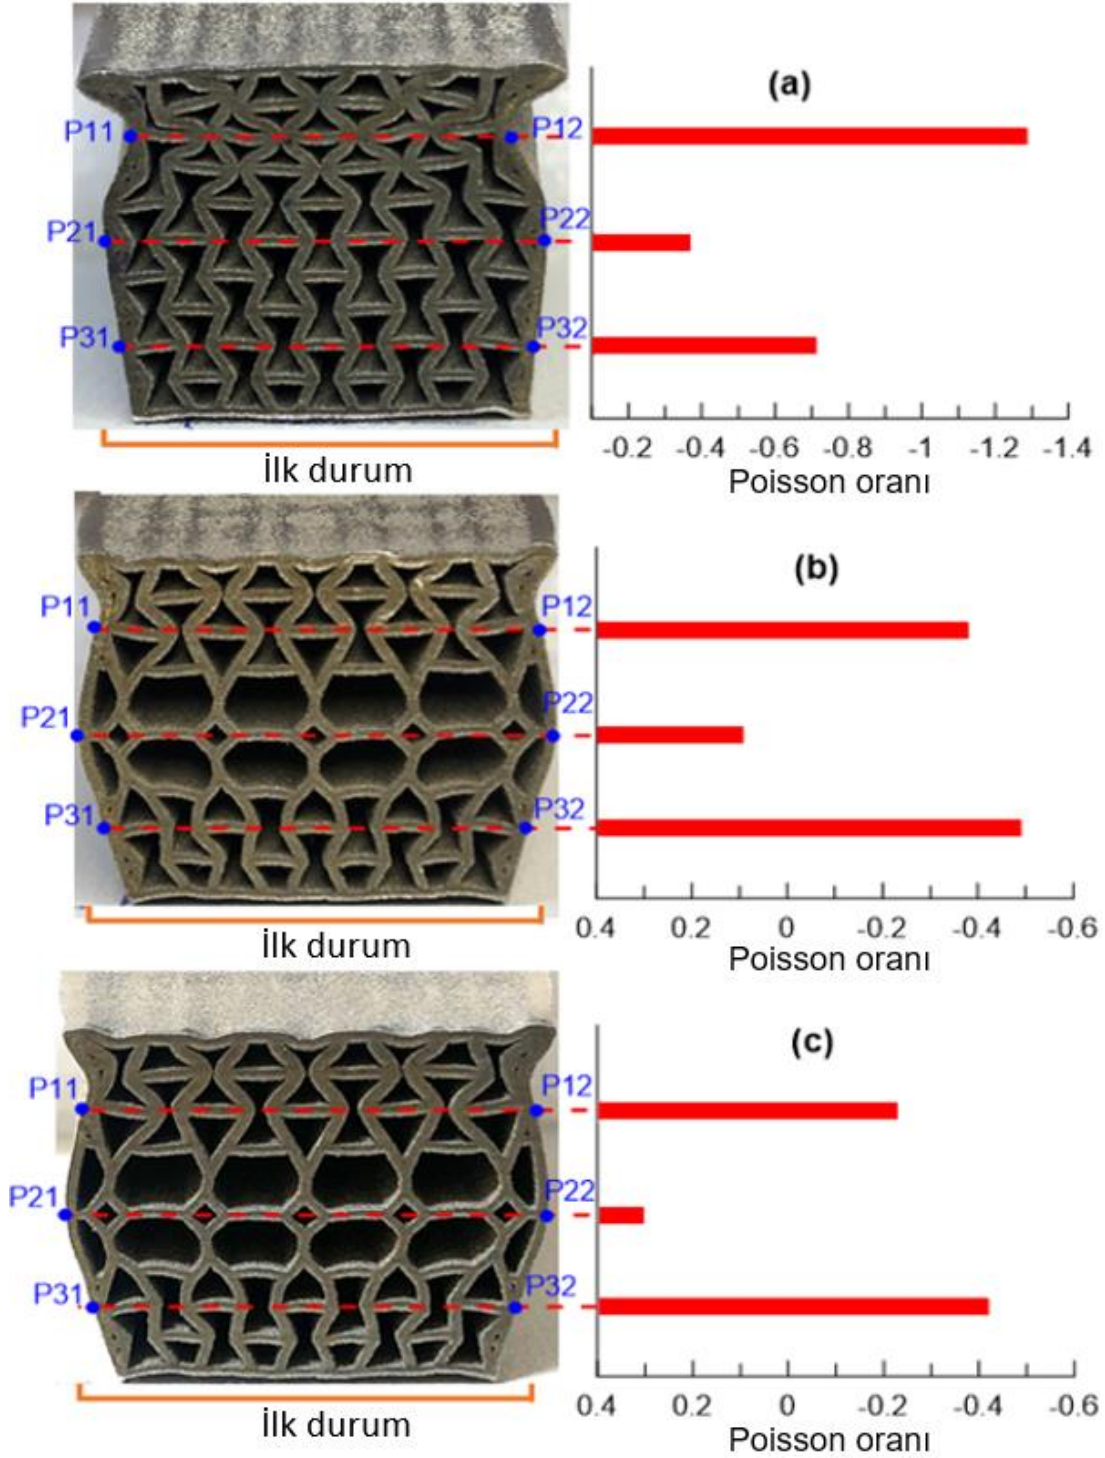 (a)
P11 P12
P21 P22
P31 P32
-0.2 -0.4 -0.6 -0.8 -1 -1.2 -1.4
İlk durum Poisson oranı
(b)
P11 P12
P21 P22
P31 P32
0.4 0.2 0 -0.2 -0.4 -0.6
İlk durum Poisson oranı
(c)
P11 P12
P21 P22
P31 P32
0.4 0.2 0 -0.2 -0.4 -0.6
İlk durum Poisson oranı